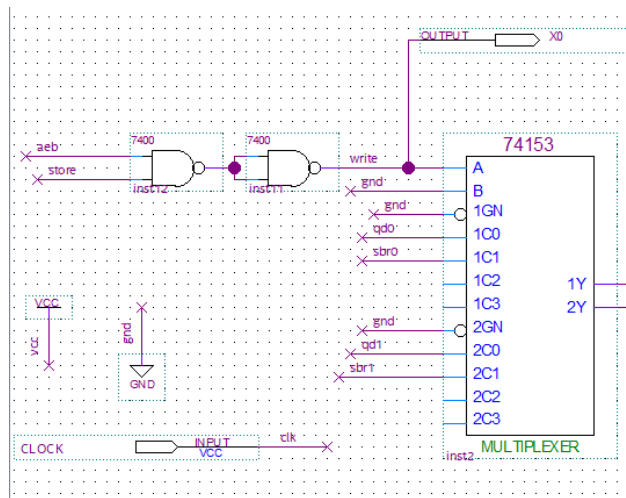 OUTPUT
X0
7400
7400
74153
aeb
store
inst12
inst11
write
gnd
gnd
qd0
sbr0
gnd
qd1
sbr1
A
B
1GN
1C0
1C1
1C2
1C3
2GN
2C0
2C1
2C2
2C3
1Y
2Y
MULTIPLEXER
inst2
VCC
vcc
gnd
GND
CLOCK
INPUT
VCC
clk